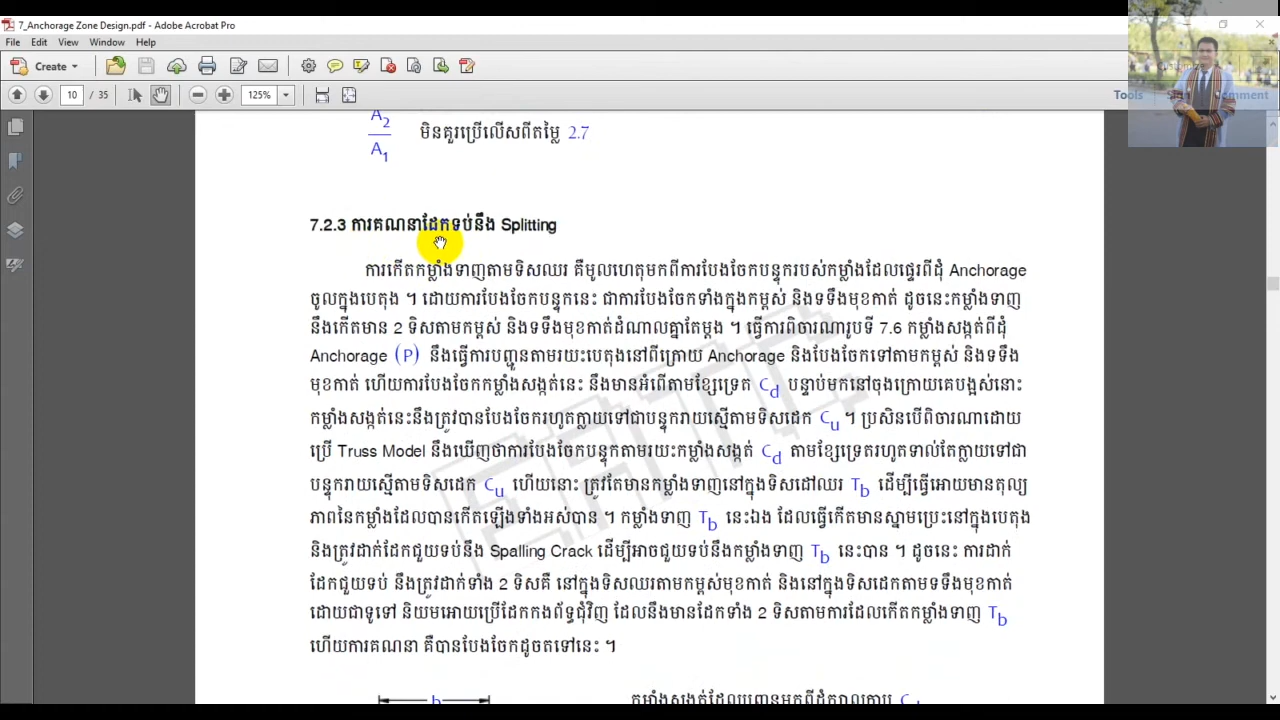 7_Anchorage Zone Design.pdf - Adobe Acrobat Pro
File Edit View Window Help
Create
Customize
10 / 35 125% Tools Comment
A2
A1
មិនគួរប្រើលើសពីតម្លៃ 2.7
7.2.3 ការគណនាដែកទប់នឹង Splitting
ការកើតកម្លាំងទាញតាមទិសឈរ គឺមូលហេតុមកពីការបែងចែកបន្ទុករបស់កម្លាំងដែលផ្ទេរពីដុំ Anchorage
ចូលក្នុងបេតុង ។ ដោយការបែងចែកបន្ទុកនេះ ជាការបែងចែកទាំងក្នុងកម្ពស់ និងទទឹងមុខកាត់ ដូចនេះកម្លាំងទាញ
នឹងកើតមាន 2 ទិសតាមកម្ពស់ និងទទឹងមុខកាត់ដំណាលគ្នាតែម្តង ។ ធ្វើការពិចារណារូបទី 7.6 កម្លាំងសង្កត់ពីដុំ
Anchorage (P) នឹងធ្វើការបញ្ជូនតាមរយះបេតុងនៅពីក្រោយ Anchorage និងបែងចែកទៅតាមកម្ពស់ និងទទឹង
មុខកាត់ ហើយការបែងចែកកម្លាំងសង្កត់នេះ នឹងមានអំពើតាមខ្សែទ្រេត Cd បន្ទាប់មកនៅចុងក្រោយគេបង្អស់នោះ
កម្លាំងសង្កត់នេះនឹងត្រូវបានបែងចែករហូតក្លាយទៅជាបន្ទុករាយស្មើតាមទិសដេក Cu ។ ប្រសិនបើពិចារណាដោយ
ប្រើ Truss Model នឹងឃើញថាការបែងចែកបន្ទុកតាមរយះកម្លាំងសង្កត់ Cd តាមខ្សែទ្រេតរហូតទាល់តែក្លាយទៅជា
បន្ទុករាយស្មើតាមទិសដេក Cu ហើយនោះ ត្រូវតែមានកម្លាំងទាញនៅក្នុងទិសដៅឈរ Tb ដើម្បីធ្វើអោយមានតុល្យ
ភាពនៃកម្លាំងដែលបានកើតឡើងទាំងអស់បាន ។ កម្លាំងទាញ Tb នេះឯង ដែលធ្វើកើតមានស្នាមប្រេះនៅក្នុងបេតុង
និងត្រូវដាក់ដែកជួយទប់នឹង Spalling Crack ដើម្បីអាចជួយទប់នឹងកម្លាំងទាញ Tb នេះបាន ។ ដូចនេះ ការដាក់
ដែកជួយទប់ នឹងត្រូវដាក់ទាំង 2 ទិសគឺ នៅក្នុងទិសឈរតាមកម្ពស់មុខកាត់ និងនៅក្នុងទិសដេកតាមទទឹងមុខកាត់
ដោយជាទូទៅ និយមអោយប្រើដែកកងព័ទ្ធជុំវិញ ដែលនឹងមានដែកទាំង 2 ទិសតាមការដែលកើតកម្លាំងទាញ Tb
ហើយការគណនា គឺបានបែងចែកដូចតទៅនេះ ។
b
EATC